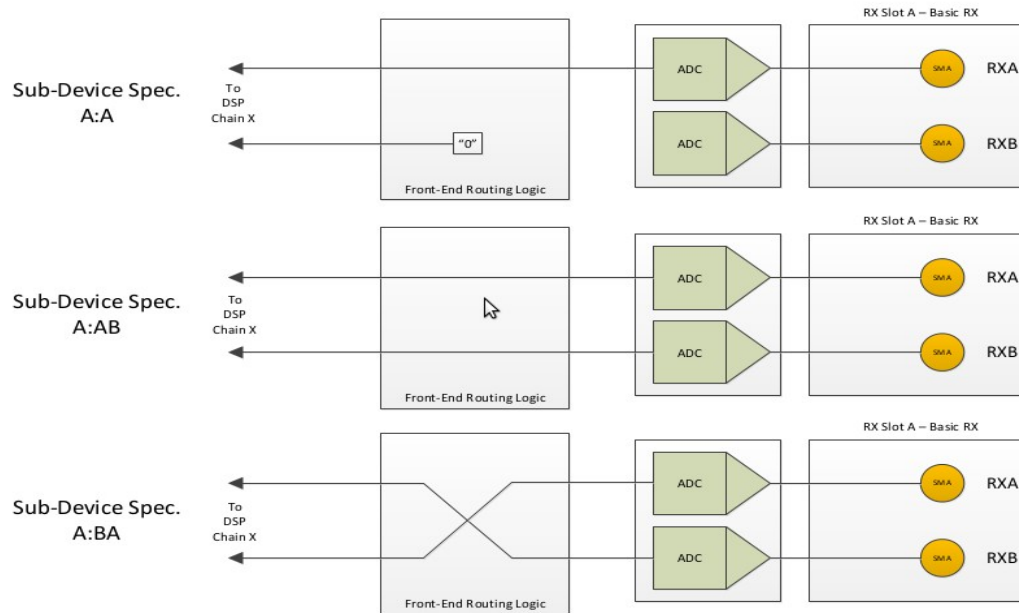 RX Slot A – Basic RX
Sub-Device Spec.
A:A
To
DSP
Chain X
"0"
Front-End Routing Logic
ADC
ADC
SMA
RXA
SMA
RXB
RX Slot A – Basic RX
Sub-Device Spec.
A:AB
To
DSP
Chain X
Front-End Routing Logic
ADC
ADC
SMA
RXA
SMA
RXB
RX Slot A – Basic RX
Sub-Device Spec.
A:BA
To
DSP
Chain X
Front-End Routing Logic
ADC
ADC
SMA
RXA
SMA
RXB